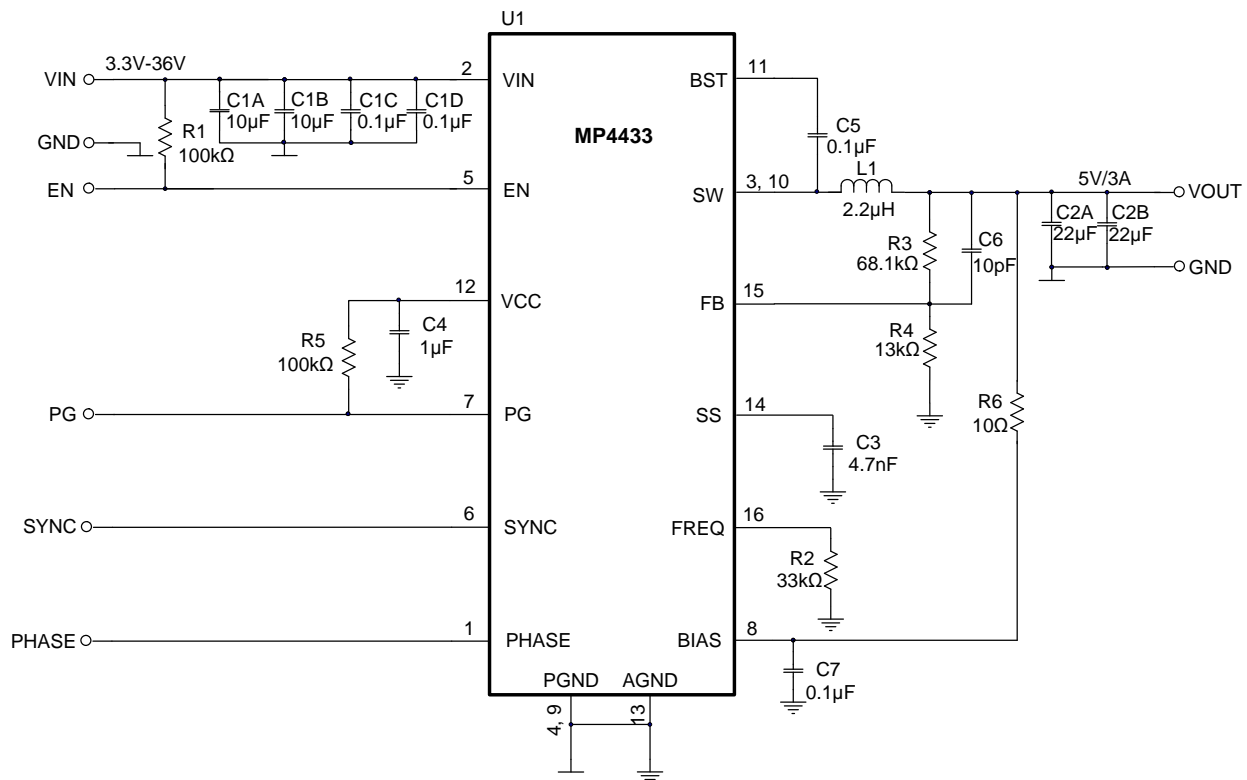 U1
3.3V-36V
VIN
2
VIN
BST
11
C1A
10µF
C1B
10µF
C1C
0.1µF
C1D
0.1µF
R1
100kΩ
GND
MP4433
C5
0.1µF
EN
5
EN
SW
3, 10
L1
2.2µH
5V/3A
VOUT
C2A
22µF
C2B
22µF
R3
68.1kΩ
C6
10pF
GND
12
VCC
FB
15
R5
100kΩ
C4
1µF
R4
13kΩ
PG
7
PG
SS
14
R6
10Ω
C3
4.7nF
SYNC
6
SYNC
FREQ
16
R2
33kΩ
PHASE
1
PHASE
BIAS
8
C7
0.1µF
PGND
AGND
4, 9
13